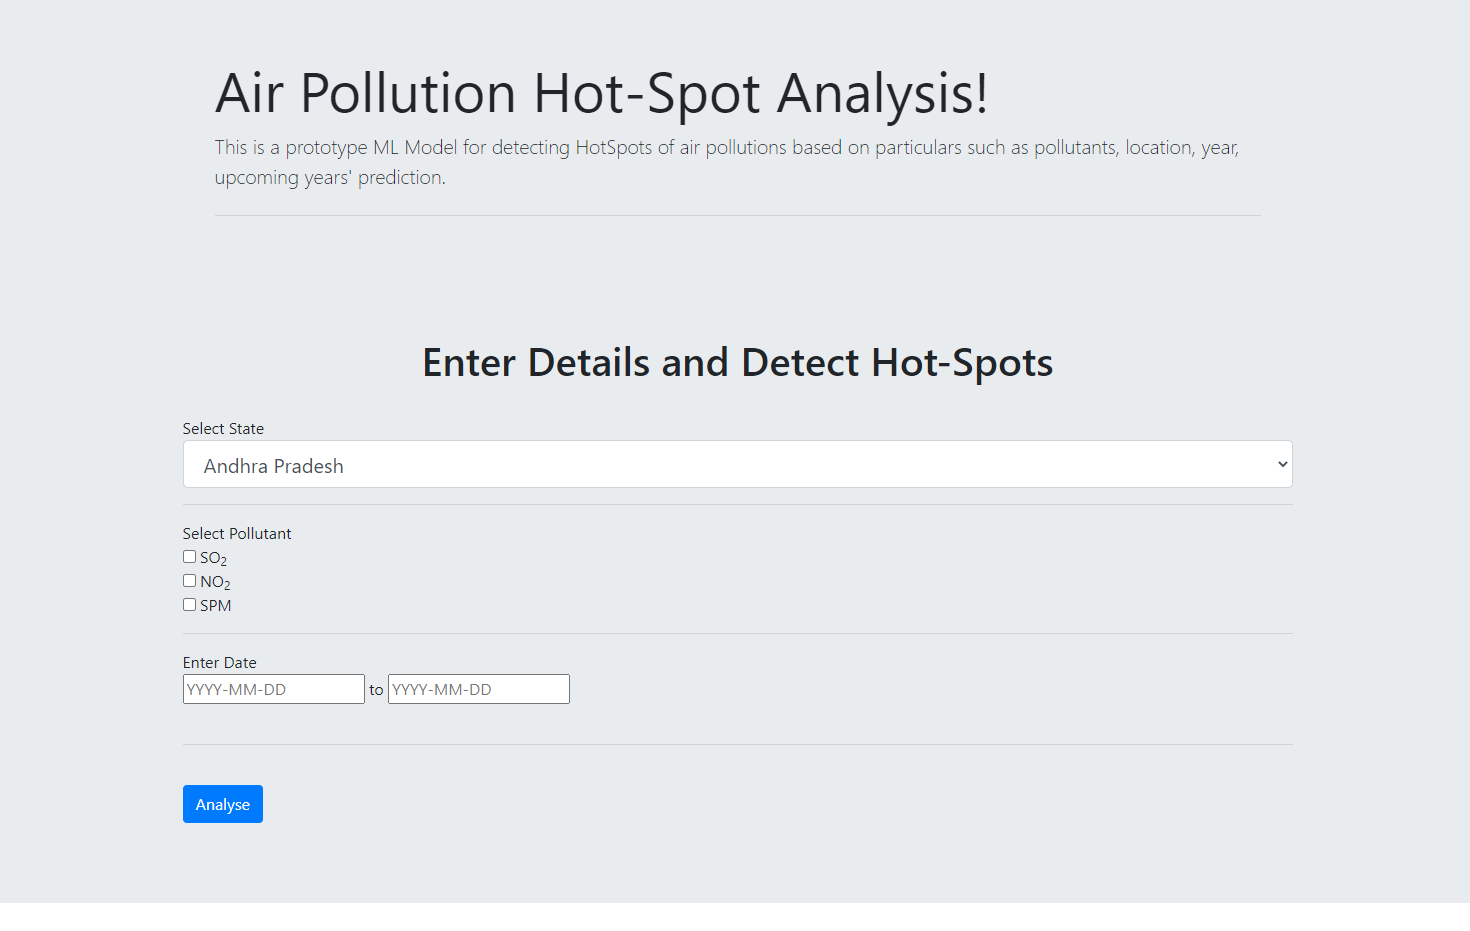 Air Pollution Hot-Spot Analysis!
This is a prototype ML Model for detecting HotSpots of air pollutions based on particulars such as pollutants, location, year,
upcoming years' prediction.
Enter Details and Detect Hot-Spots
Select State
Andhra Pradesh
Select Pollutant
SO₂
NO₂
SPM
Enter Date
YYYY-MM-DD to YYYY-MM-DD
Analyse